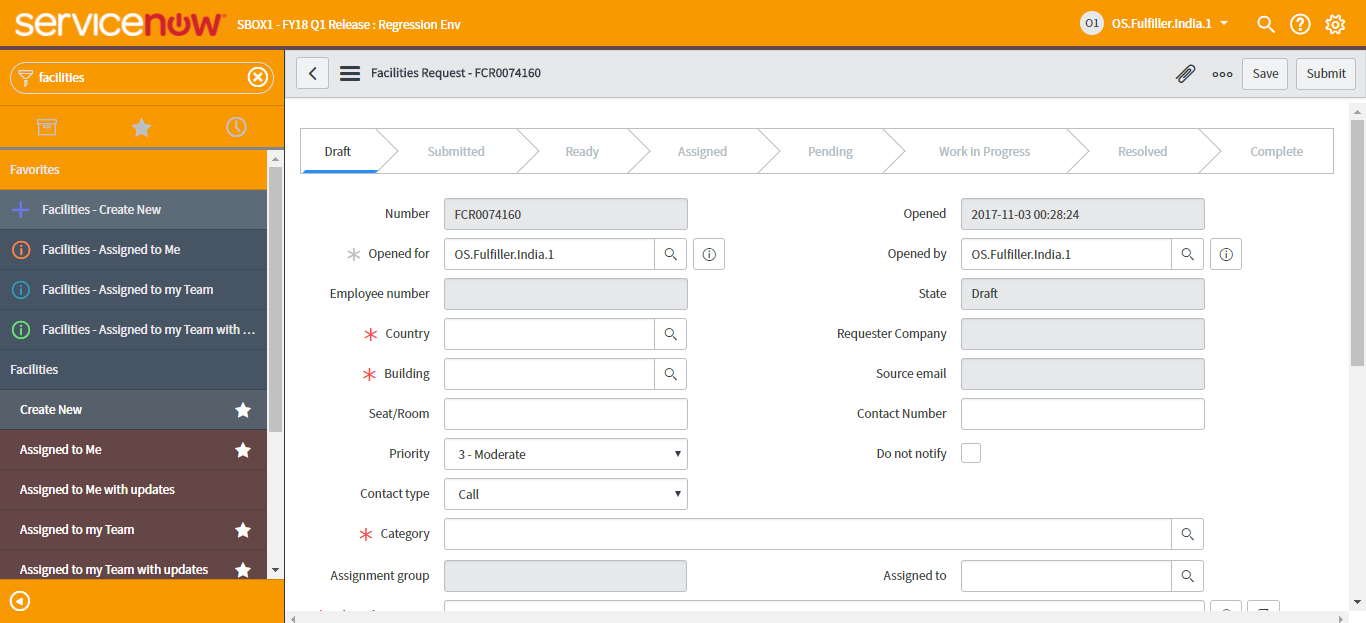 servicenow SBOX1 - FY18 Q1 Release : Regression Env
O1 OS.Fulfiller.India.1
facilities
Favorites
Facilities - Create New
Facilities - Assigned to Me
Facilities - Assigned to my Team
Facilities - Assigned to my Team with ...
Facilities
Create New
Assigned to Me
Assigned to Me with updates
Assigned to my Team
Assigned to my Team with updates
Facilities Request - FCR0074160
Save Submit
Draft Submitted Ready Assigned Pending Work in Progress Resolved Complete
Number FCR0074160 Opened 2017-11-03 00:28:24
Opened for OS.Fulfiller.India.1 Opened by OS.Fulfiller.India.1
Employee number State Draft
Country Requester Company
Building Source email
Seat/Room Contact Number
Priority 3 - Moderate Do not notify
Contact type Call
Category
Assignment group Assigned to